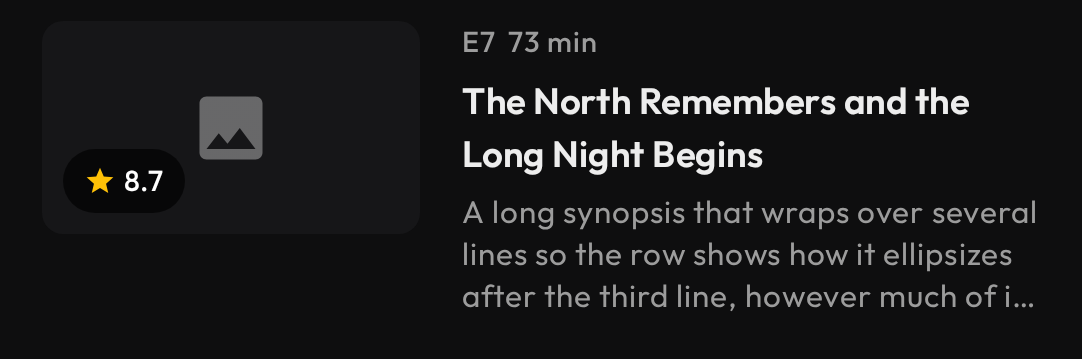 E7 73 min
The North Remembers and the
Long Night Begins
8.7
A long synopsis that wraps over several
lines so the row shows how it ellipsizes
after the third line, however much of i...